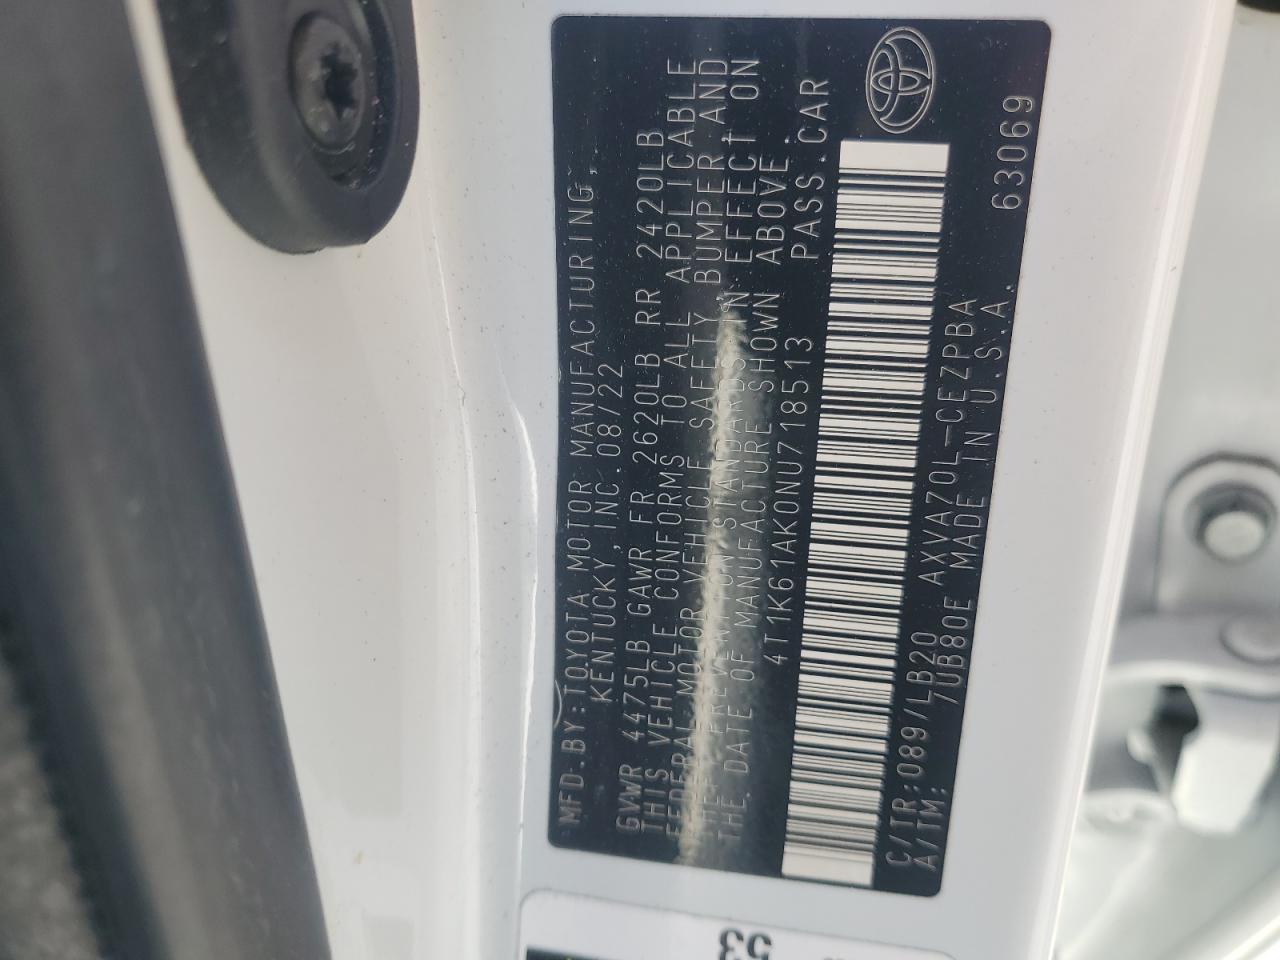 MFD.BY:TOYOTA MOTOR MANUFACTURING,
KENTUCKY, INC. 08/22
GVWR 4475LB GAWR FR 2620LB RR 2420LB
THIS VEHICLE CONFORMS TO ALL APPLICABLE
FEDERAL MOTOR VEHICLE SAFETY, BUMPER, AND
THEFT PREVENTION STANDARDS IN EFFECT ON
THE DATE OF MANUFACTURE SHOWN ABOVE.
4T1K61AK0NU718513 PASS.CAR
C/TR:089/LB20 AXVA70L-CEZPBA
A/TM: /UB80E MADE IN U.S.A. 63069
53